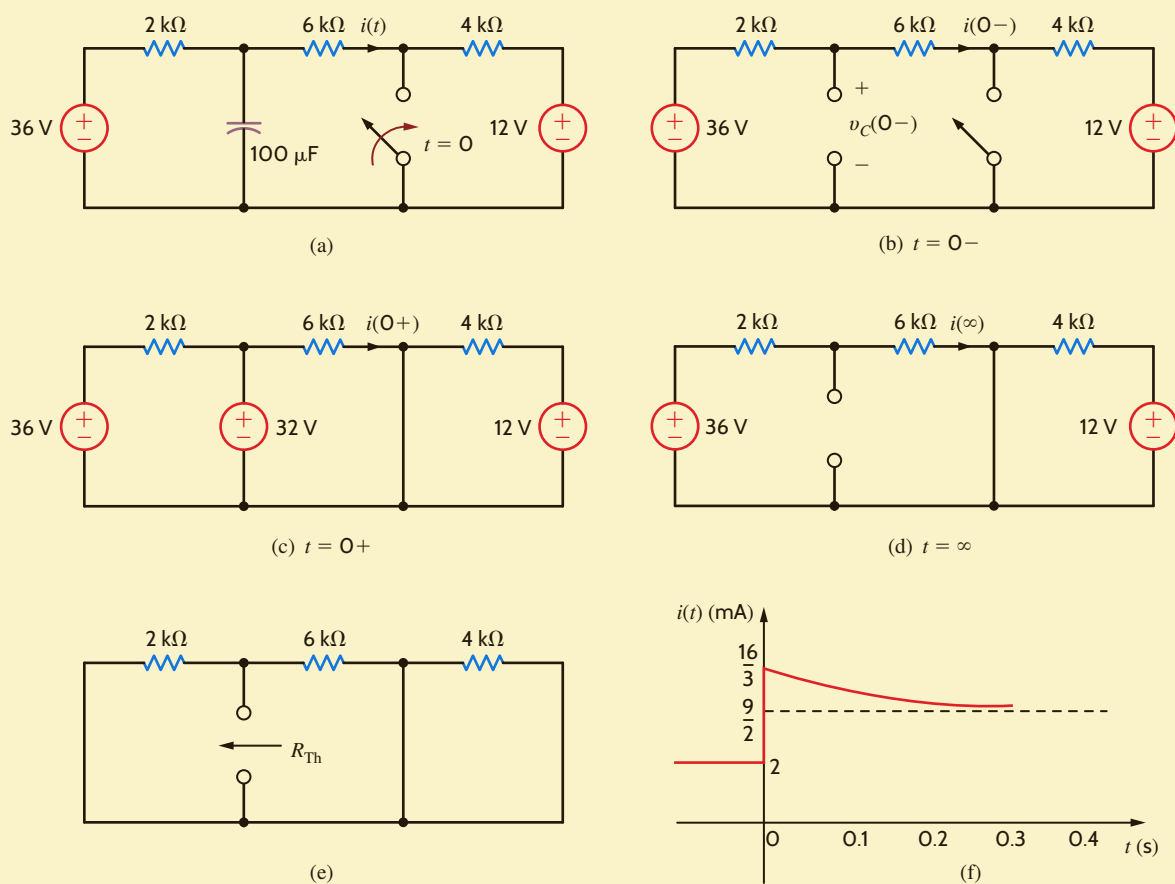 2 kΩ 6 kΩ i(t) 4 kΩ
36 V
100 μF
t = 0
12 V
(a)
2 kΩ 6 kΩ i(0−) 4 kΩ
36 V
+
vC(0−)
−
12 V
(b) t = 0−
2 kΩ 6 kΩ i(0+) 4 kΩ
36 V
32 V
12 V
(c) t = 0+
2 kΩ 6 kΩ i(∞) 4 kΩ
36 V
12 V
(d) t = ∞
2 kΩ 6 kΩ 4 kΩ
RTh
(e)
i(t) (mA)
16
3
9
2
2
0 0.1 0.2 0.3 0.4 t (s)
(f)